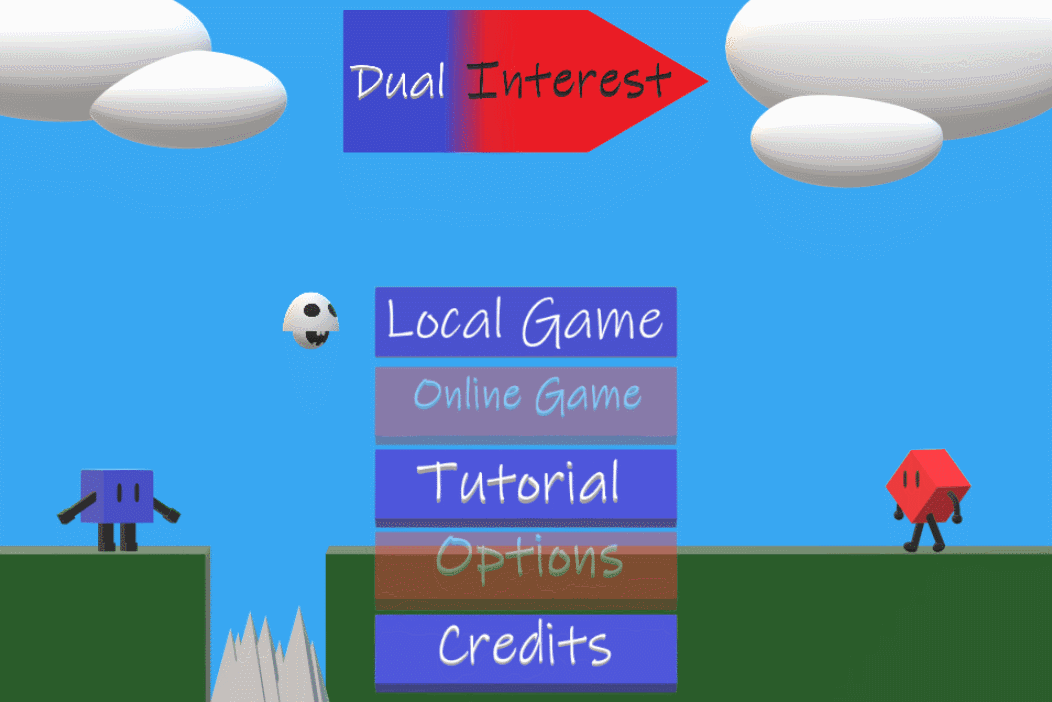 Dual Interest
Local Game
Online Game
Tutorial
Options
Credits